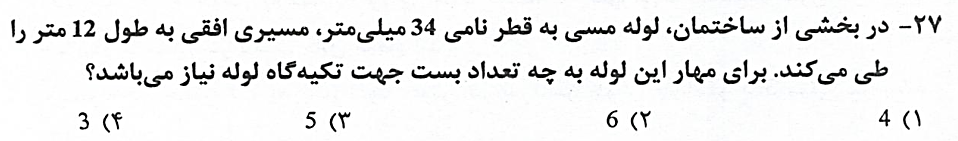 ۲۷- در بخشی از ساختمان، لوله مسی به قطر نامی 34 میلی‌متر، مسیری افقی به طول 12 متر را
طی می‌کند. برای مهار این لوله به چه تعداد بست جهت تکیه‌گاه لوله نیاز می‌باشد؟
۱) 4 ۲) 6 ۳) 5 ۴) 3